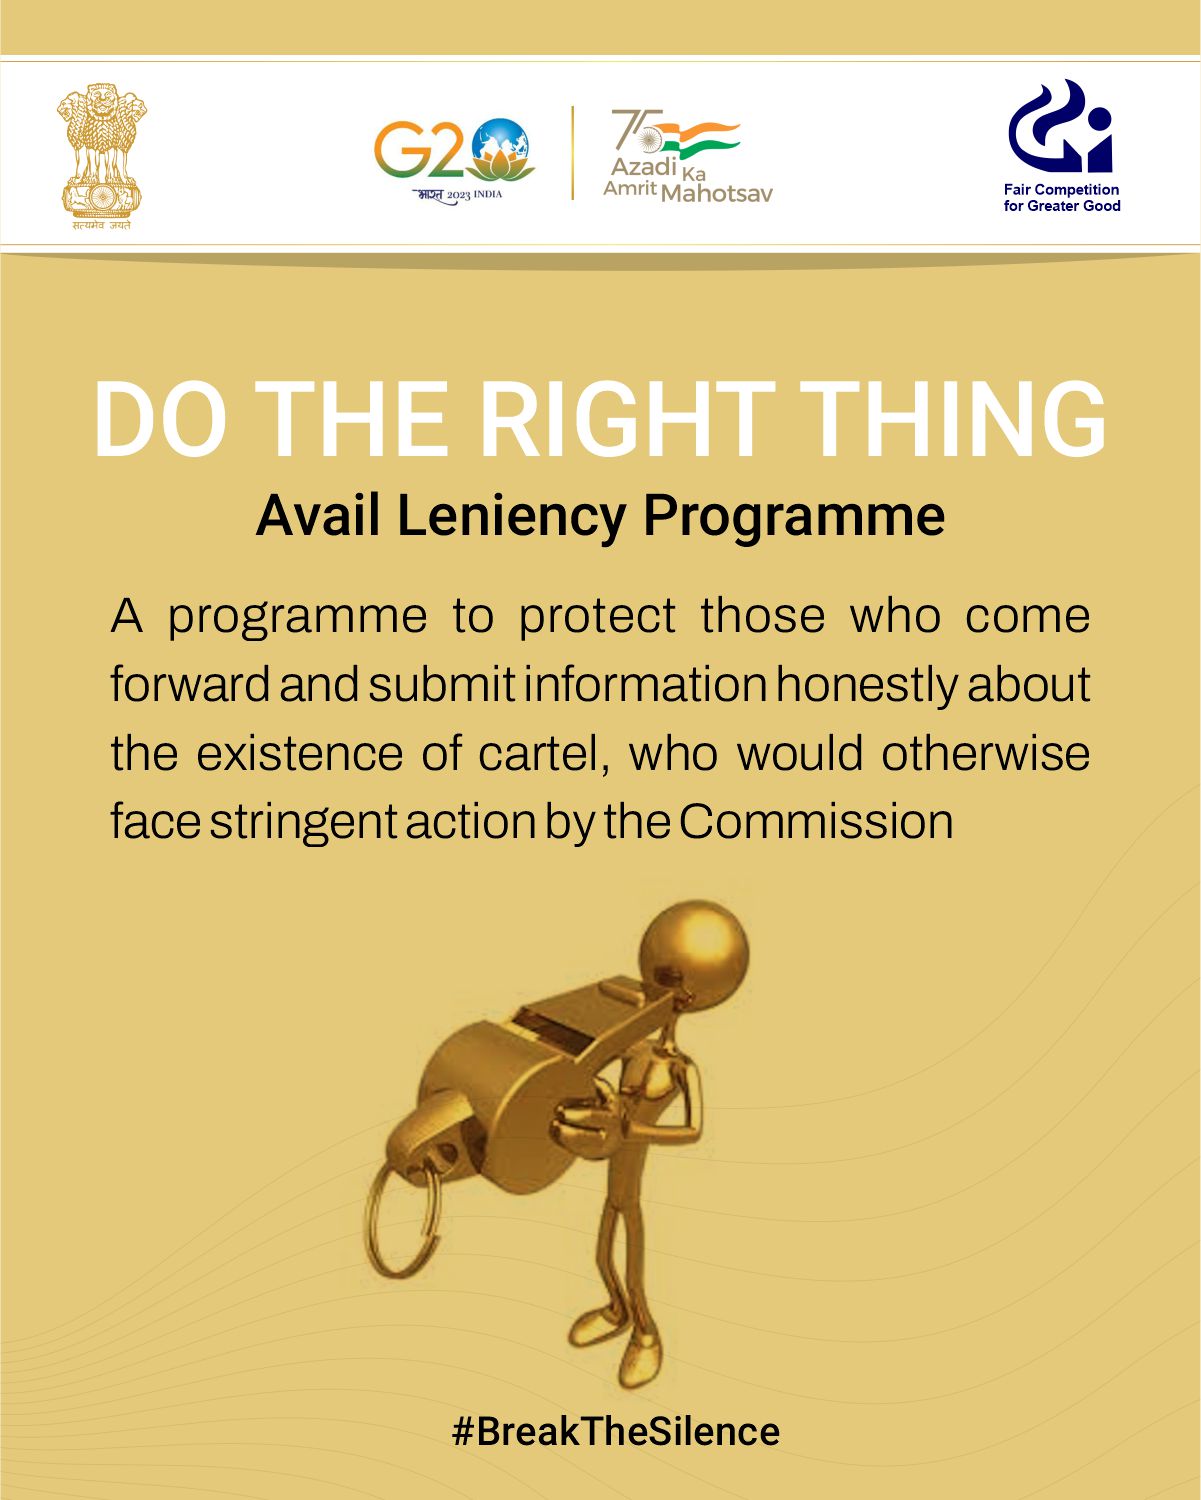 सत्यमेव जयते
G20
भारत 2023 INDIA
75
Azadi Ka
Amrit Mahotsav
Fair Competition
for Greater Good
DO THE RIGHT THING
Avail Leniency Programme
A programme to protect those who come
forward and submit information honestly about
the existence of cartel, who would otherwise
face stringent action by the Commission
#BreakTheSilence